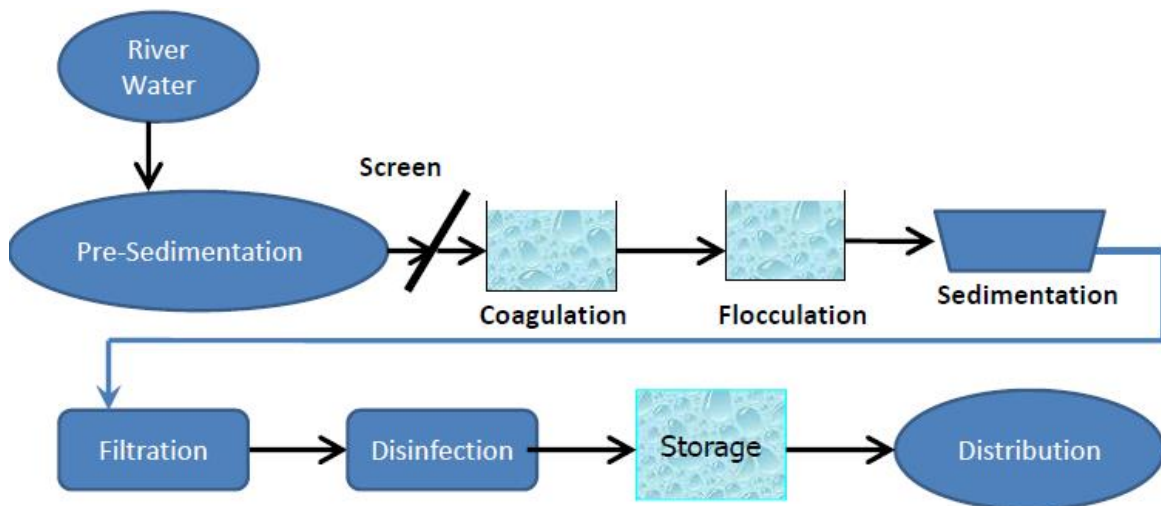 River
Water
Screen
Pre-Sedimentation
Coagulation
Flocculation
Sedimentation
Filtration
Disinfection
Storage
Distribution